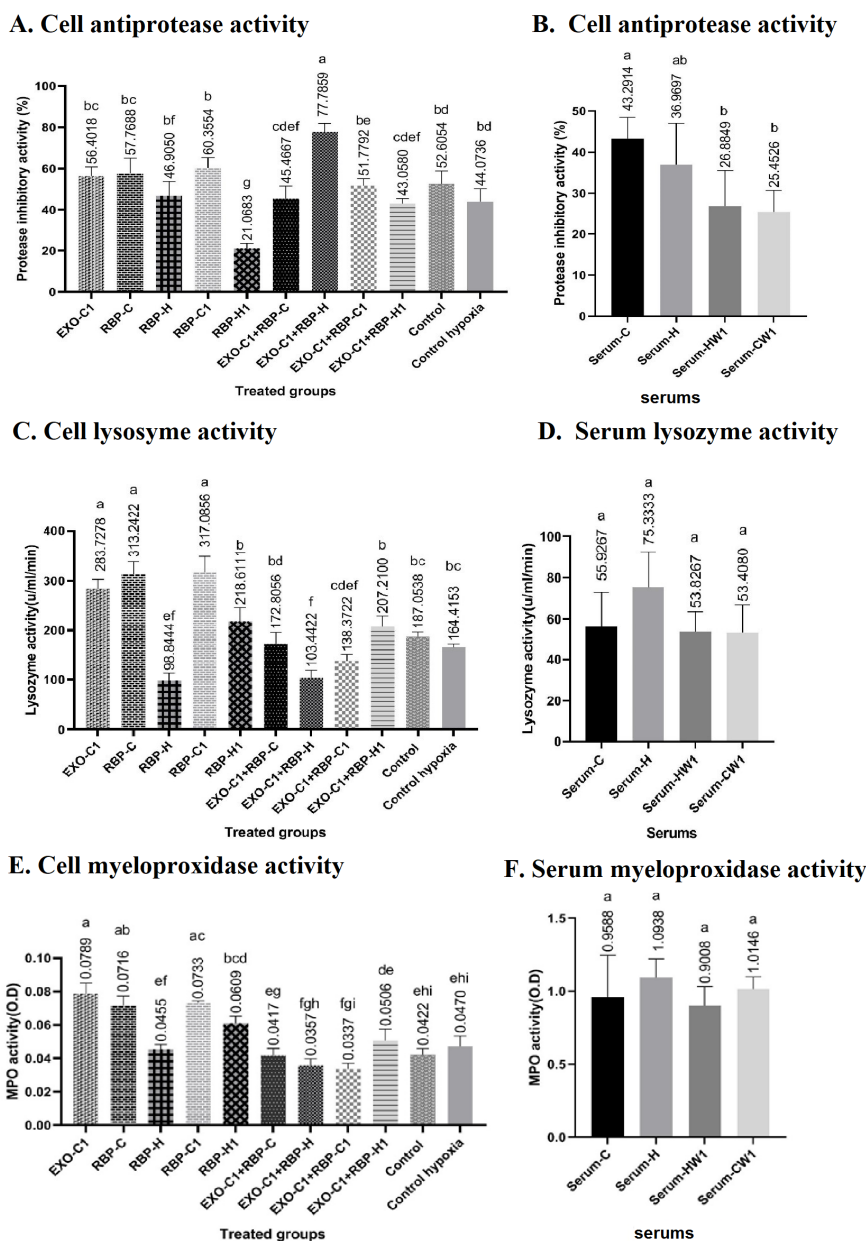 A. Cell antiprotease activity
a
bc
bc
bf
b
g
cdef
be
cdef
bd
bd
56.4018
57.7688
46.9050
60.3554
21.0683
45.4667
77.7859
51.7792
43.0580
52.6054
44.0736
Protease inhibitory activity (%)
100
80
60
40
20
0
EXO-C1
RBP-C
RBP-H
RBP-C1
RBP-H1
EXO-C1+RBP-C
EXO-C1+RBP-H
EXO-C1+RBP-C1
EXO-C1+RBP-H1
Control
Control hypoxia
Treated groups
B. Cell antiprotease activity
a
ab
b
b
43.2914
36.9697
26.8849
25.4526
Protease inhibitory activity (%)
50
40
30
20
10
0
Serum-C
Serum-H
Serum-HW1
Serum-CW1
serums
C. Cell lysosyme activity
a
a
ef
a
b
bd
f
cdef
b
bc
bc
283.7278
313.2422
98.8444
317.0856
218.6111
172.8056
103.4422
138.3722
207.2100
187.0538
164.4153
Lysozyme activity(u/ml/min)
400
300
200
100
0
EXO-C1
RBP-C
RBP-H
RBP-C1
RBP-H1
EXO-C1+RBP-C
EXO-C1+RBP-H
EXO-C1+RBP-C1
EXO-C1+RBP-H1
Control
Control hypoxia
Treated groups
D. Serum lysozyme activity
a
a
a
a
55.9267
75.3333
53.8267
53.4080
Lysozyme activity(u/ml/min)
100
80
60
40
20
0
Serum-C
Serum-H
Serum-HW1
Serum-CW1
Serums
E. Cell myeloproxidase activity
a
ab
ef
ac
bcd
eg
fgh
fgi
de
ehi
ehi
0.0789
0.0716
0.0455
0.0733
0.0609
0.0417
0.0357
0.0337
0.0506
0.0422
0.0470
MPO activity(O.D)
0.10
0.08
0.06
0.04
0.02
0.00
EXO-C1
RBP-C
RBP-H
RBP-C1
RBP-H1
EXO-C1+RBP-C
EXO-C1+RBP-H
EXO-C1+RBP-C1
EXO-C1+RBP-H1
Control
Control hypoxia
Treated groups
F. Serum myeloproxidase activity
a
a
a
a
0.9588
1.0938
0.9008
1.0146
MPO activity(O.D)
1.5
1.0
0.5
0.0
Serum-C
Serum-H
Serum-HW1
Serum-CW1
serums